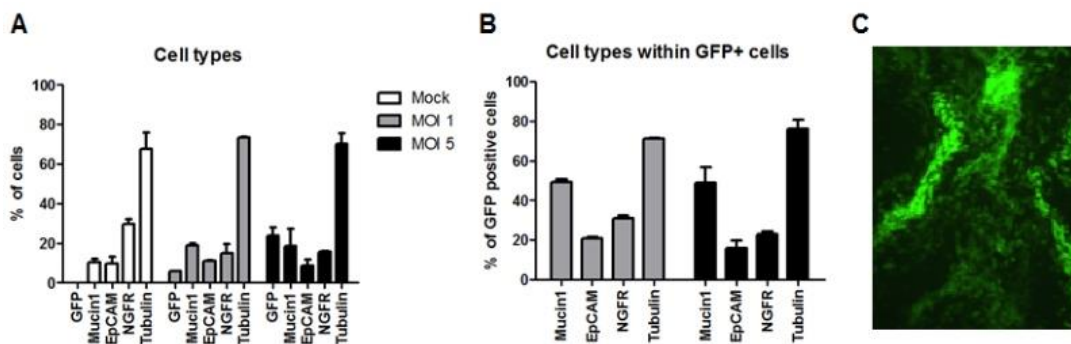 A
Cell types
% of cells
100
80
60
40
20
0
GFP
Mucin1
EpCAM
NGFR
Tubulin
GFP
Mucin1
EpCAM
NGFR
Tubulin
GFP
Mucin1
EpCAM
NGFR
Tubulin
Mock
MOI 1
MOI 5
B
Cell types within GFP+ cells
% of GFP positive cells
100
80
60
40
20
0
Mucin1
EpCAM
NGFR
Tubulin
Mucin1
EpCAM
NGFR
Tubulin
C